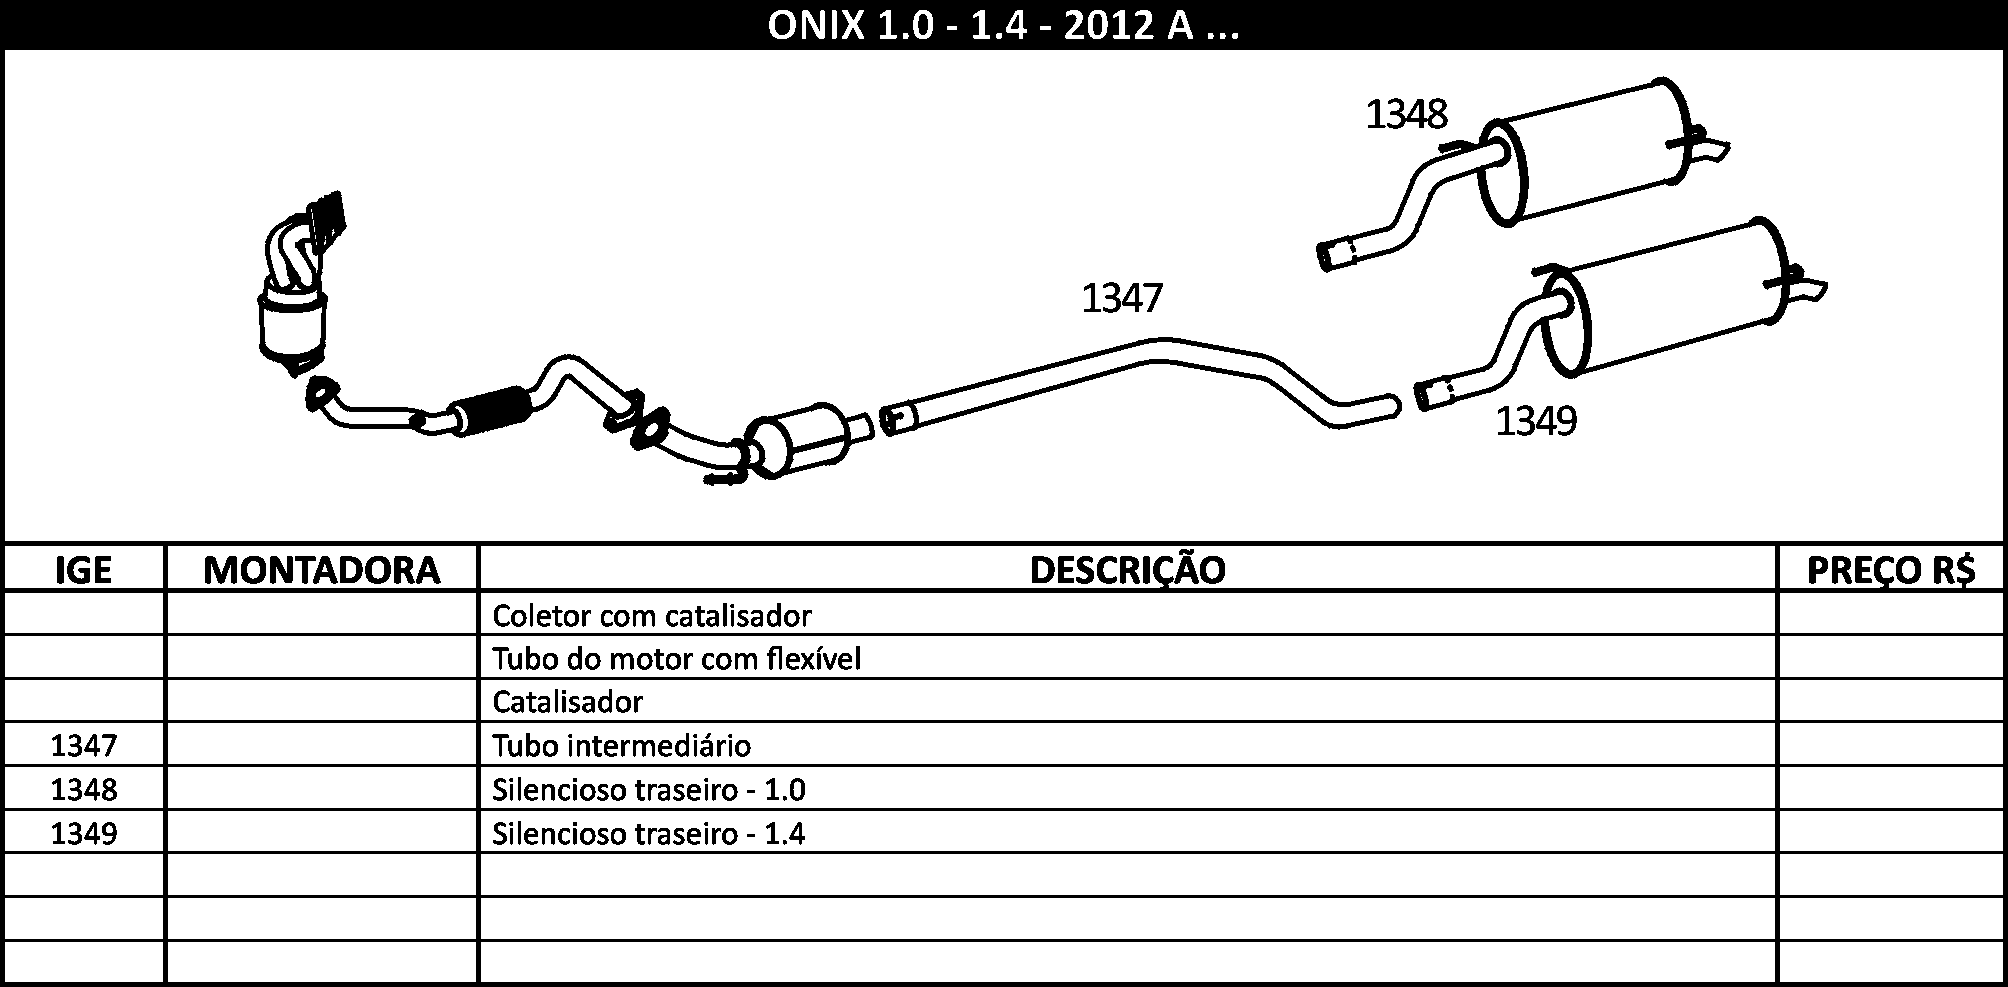 ONIX 1.0 - 1.4 - 2012 A ...
1348
1347
1349
IGE MONTADORA DESCRIÇÃO PREÇO R$
Coletor com catalisador
Tubo do motor com flexível
Catalisador
1347 Tubo intermediário
1348 Silencioso traseiro - 1.0
1349 Silencioso traseiro - 1.4